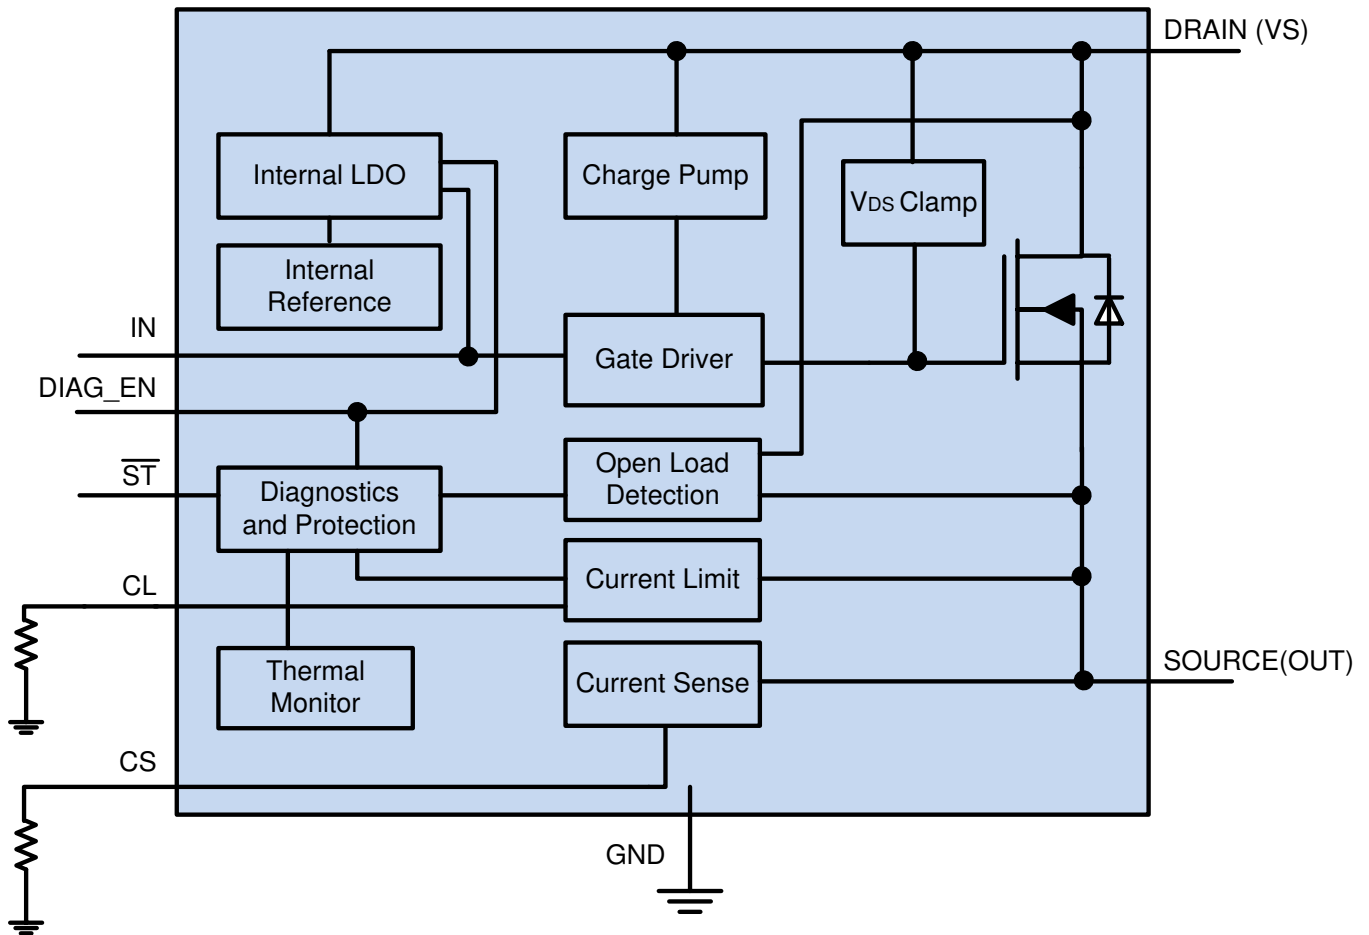 DRAIN (VS)
Internal LDO
Charge Pump
VDS Clamp
Internal
Reference
IN
Gate Driver
DIAG_EN
Open Load
Detection
ST
Diagnostics
and Protection
CL
Current Limit
Thermal
Monitor
Current Sense
SOURCE(OUT)
CS
GND